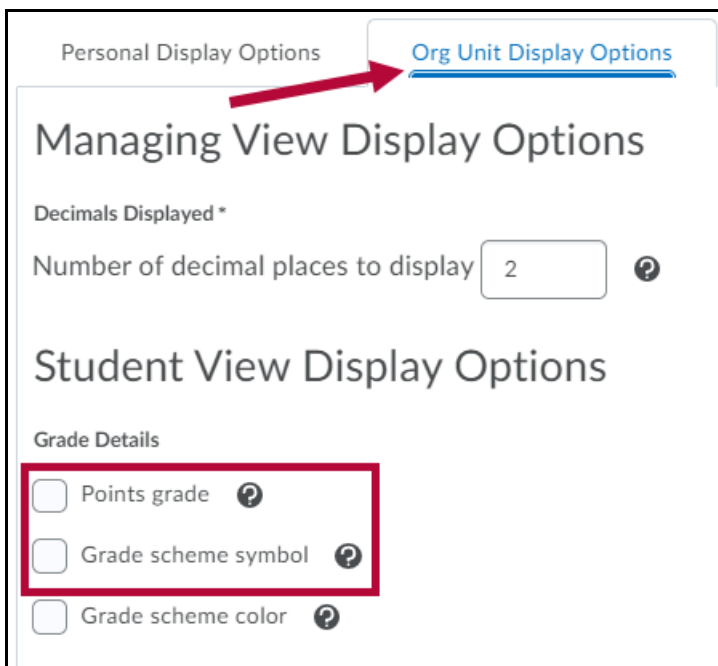 Personal Display Options
Org Unit Display Options
Managing View Display Options
Decimals Displayed *
Number of decimal places to display 2 ?
Student View Display Options
Grade Details
Points grade ?
Grade scheme symbol ?
Grade scheme color ?